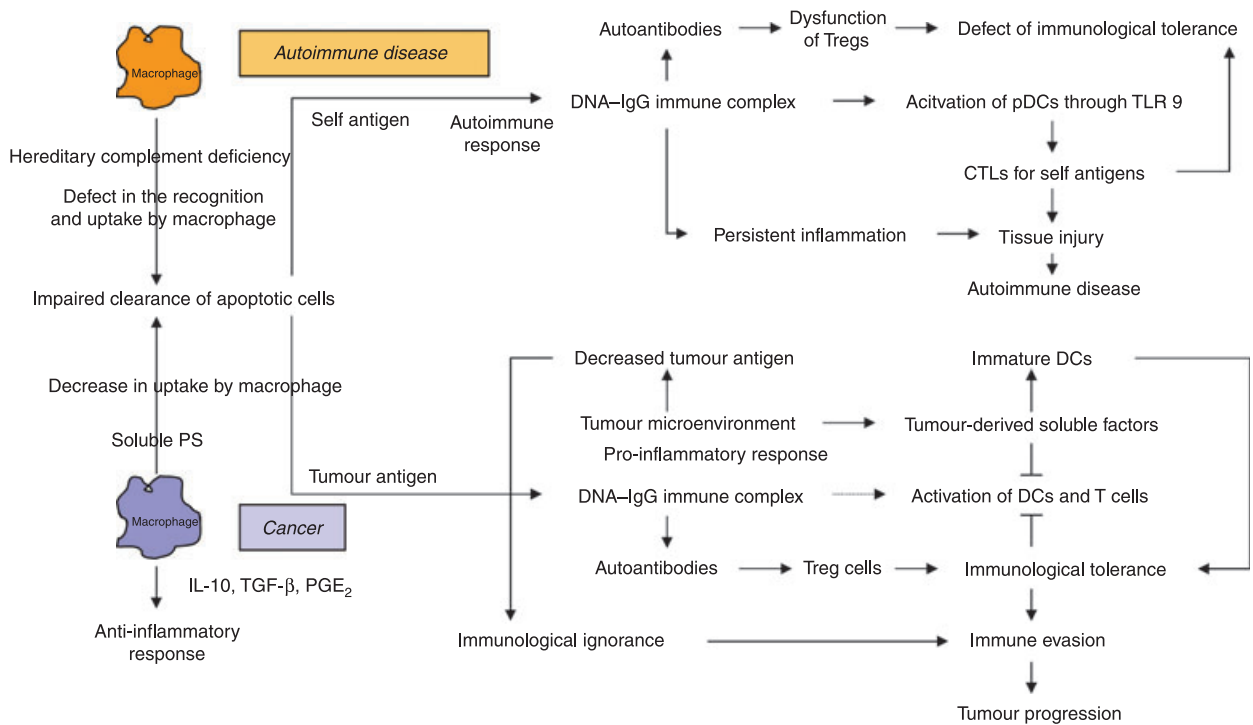 Macrophage
Autoimmune disease
Autoantibodies
Dysfunction
of Tregs
Defect of immunological tolerance
Self antigen
Autoimmune
response
DNA–IgG immune complex
Acitvation of pDCs through TLR 9
Hereditary complement deficiency
CTLs for self antigens
Defect in the recognition
and uptake by macrophage
Persistent inflammation
Tissue injury
Autoimmune disease
Impaired clearance of apoptotic cells
Decreased tumour antigen
Immature DCs
Decrease in uptake by macrophage
Tumour microenvironment
Tumour-derived soluble factors
Soluble PS
Pro-inflammatory response
Tumour antigen
DNA–IgG immune complex
Activation of DCs and T cells
Macrophage
Cancer
Autoantibodies
Treg cells
Immunological tolerance
IL-10, TGF-β, PGE₂
Anti-inflammatory
response
Immunological ignorance
Immune evasion
Tumour progression